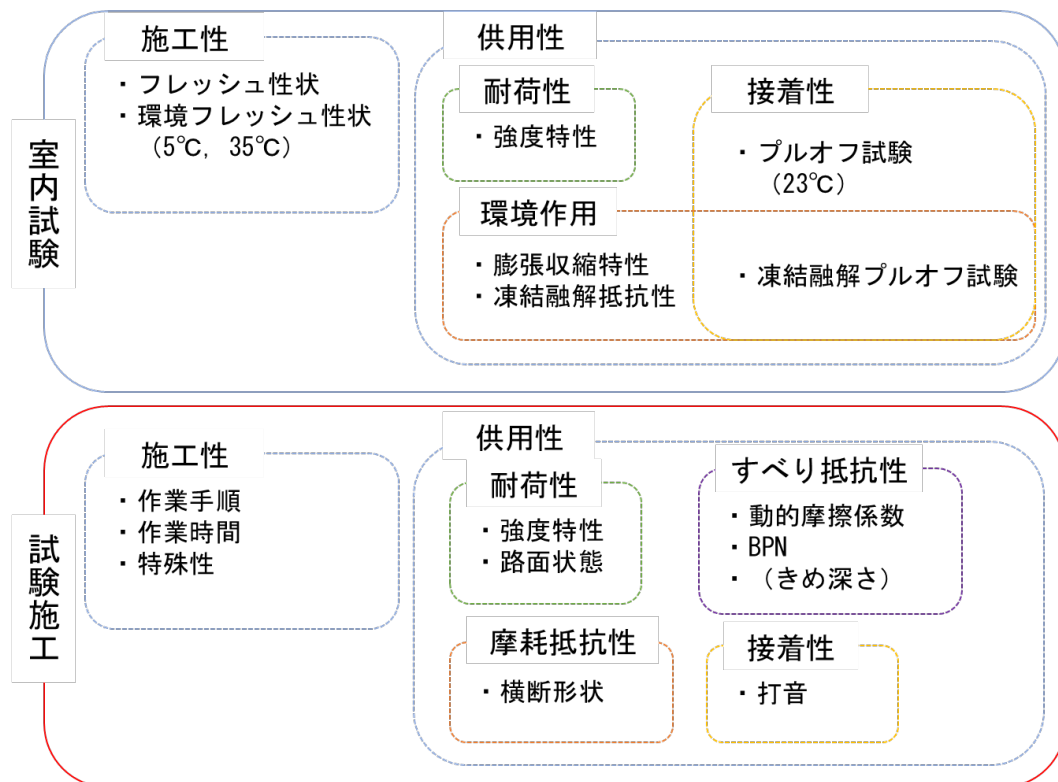 室内試験
施工性
・フレッシュ性状
・環境フレッシュ性状
（5℃, 35℃）
供用性
耐荷性
・強度特性
接着性
・プルオフ試験
（23℃）
環境作用
・膨張収縮特性
・凍結融解抵抗性
・凍結融解プルオフ試験
試験施工
施工性
・作業手順
・作業時間
・特殊性
供用性
耐荷性
・強度特性
・路面状態
すべり抵抗性
・動的摩擦係数
・BPN
・（きめ深さ）
摩耗抵抗性
・横断形状
接着性
・打音